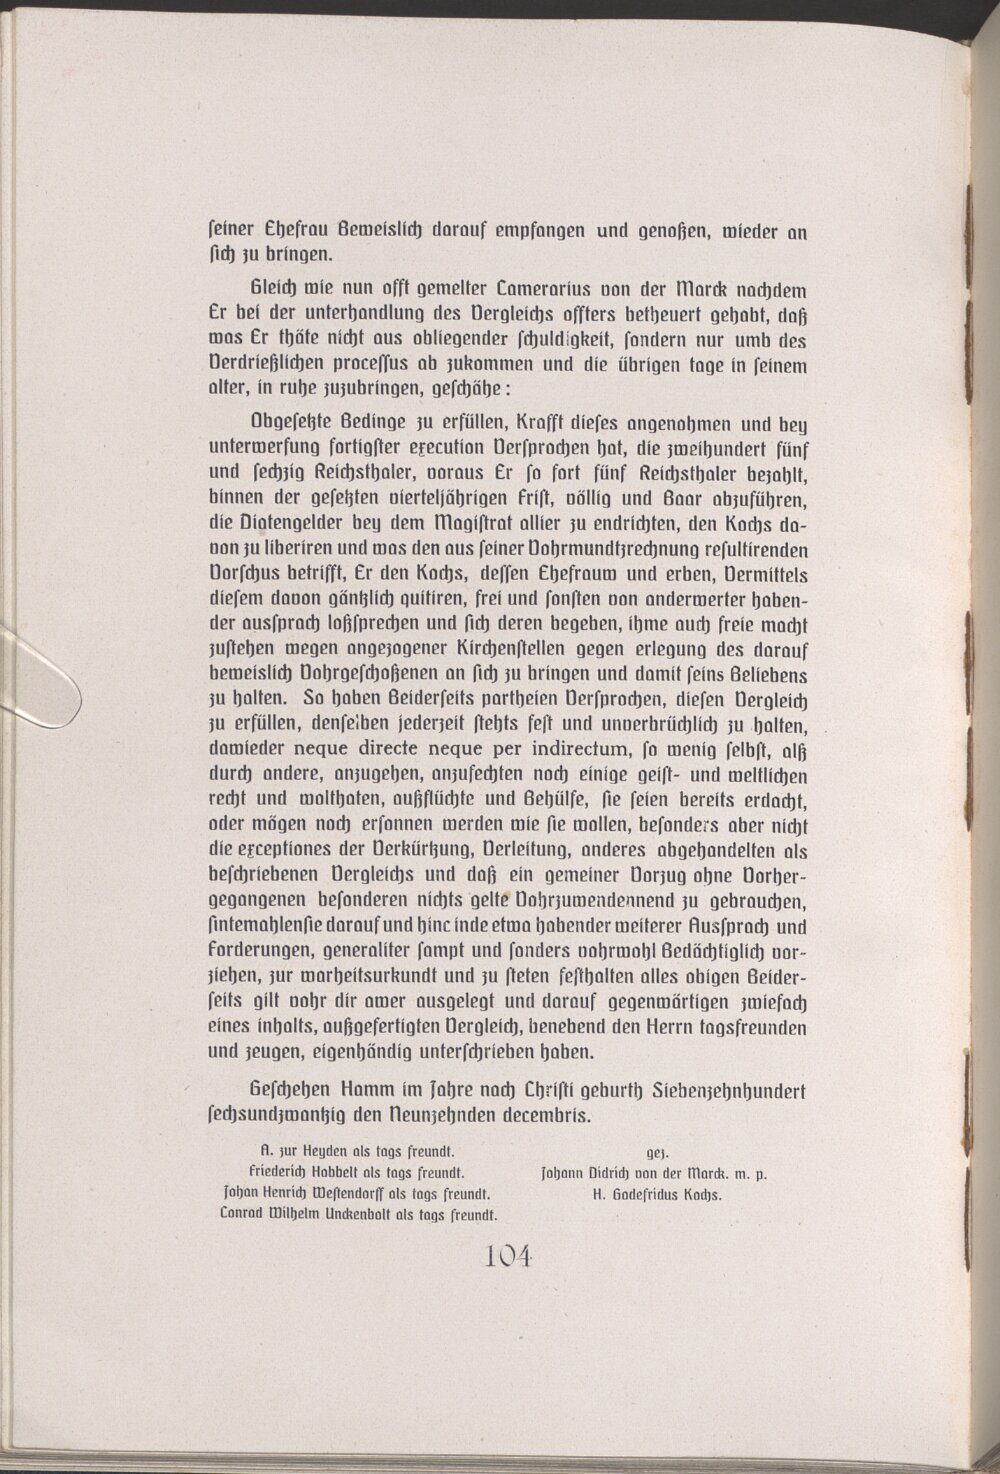 seiner Ehefrau Beweislich darauf empfangen und genoßen, wieder an
sich zu bringen.
Gleich wie nun offt gemelter Camerarius von der Marck nachdem
Er bei der unterhandlung des Vergleichs offters betheuert gehabt, daß
was Er thäte nicht aus obliegender schuldigkeit, sondern nur umb des
Verdrießlichen processus ab zukommen und die übrigen tage in seinem
alter, in ruhe zuzubringen, geschähe:
Obgesetzte Bedinge zu erfüllen, Krafft dieses angenohmen und bey
unterwerfung fortigster execution Versprochen hat, die zweihundert fünf
und sechzig Reichsthaler, voraus Er so fort fünf Reichsthaler bezahlt,
binnen der gesetzten vierteljährigen Frist, völlig und Baar abzuführen,
die Diatengelder bey dem Magistrat allier zu endrichten, den Kochs da-
von zu liberiren und was den aus seiner Vohrmundtzrechnung resultirenden
Vorschus betrifft, Er den Kochs, dessen Ehefrauw und erben, Vermittels
diesem davon gäntzlich quitiren, frei und sonsten von anderwerter haben-
der aussprach loßsprechen und sich deren begeben, ihme auch freie macht
zustehen wegen angezogener Kirchenstellen gegen erlegung des darauf
beweislich Vohrgeschoßenen an sich zu bringen und damit seins Beliebens
zu halten. So haben Beiderseits partheien Versprochen, diesen Vergleich
zu erfüllen, denselben jederzeit stehts fest und unverbrüchlich zu halten,
dawieder neque directe neque per indirectum, so wenig selbst, alß
durch andere, anzugehen, anzufechten noch einige geist- und weltlichen
recht und wolthaten, außflüchte und Behülfe, sie seien bereits erdacht,
oder mögen noch ersonnen werden wie sie wollen, besonders aber nicht
die exceptiones der Verkürtzung, Verleitung, anderes abgehandelten als
beschriebenen Vergleichs und daß ein gemeiner Vorzug ohne Vorher-
gegangenen besonderen nichts gelte Vohrzuwendennend zu gebrauchen,
sintemahlensie darauf und hinc inde etwa habender weiterer Aussprach und
Forderungen, generaliter sampt und sonders vohrwohl Bedächtiglich vor-
ziehen, zur warheitsurkundt und zu steten festhalten alles obigen Beider-
seits gilt vohr dir awer ausgelegt und darauf gegenwärtigen zwiefach
eines inhalts, außgefertigten Vergleich, benebend den Herrn tagsfreunden
und zeugen, eigenhändig unterschrieben haben.
Geschehen Hamm im Jahre nach Christi geburth Siebenzehnhundert
sechsundzwantzig den Neunzehnden decembris.
A. zur Heyden als tags freundt.
Friederich Habbelt als tags freundt.
Johan Henrich Westendorff als tags freundt.
Conrad Wilhelm Unckenbolt als tags freundt.
gez.
Johann Didrich von der Marck. m. p.
H. Godefridus Kochs.
104